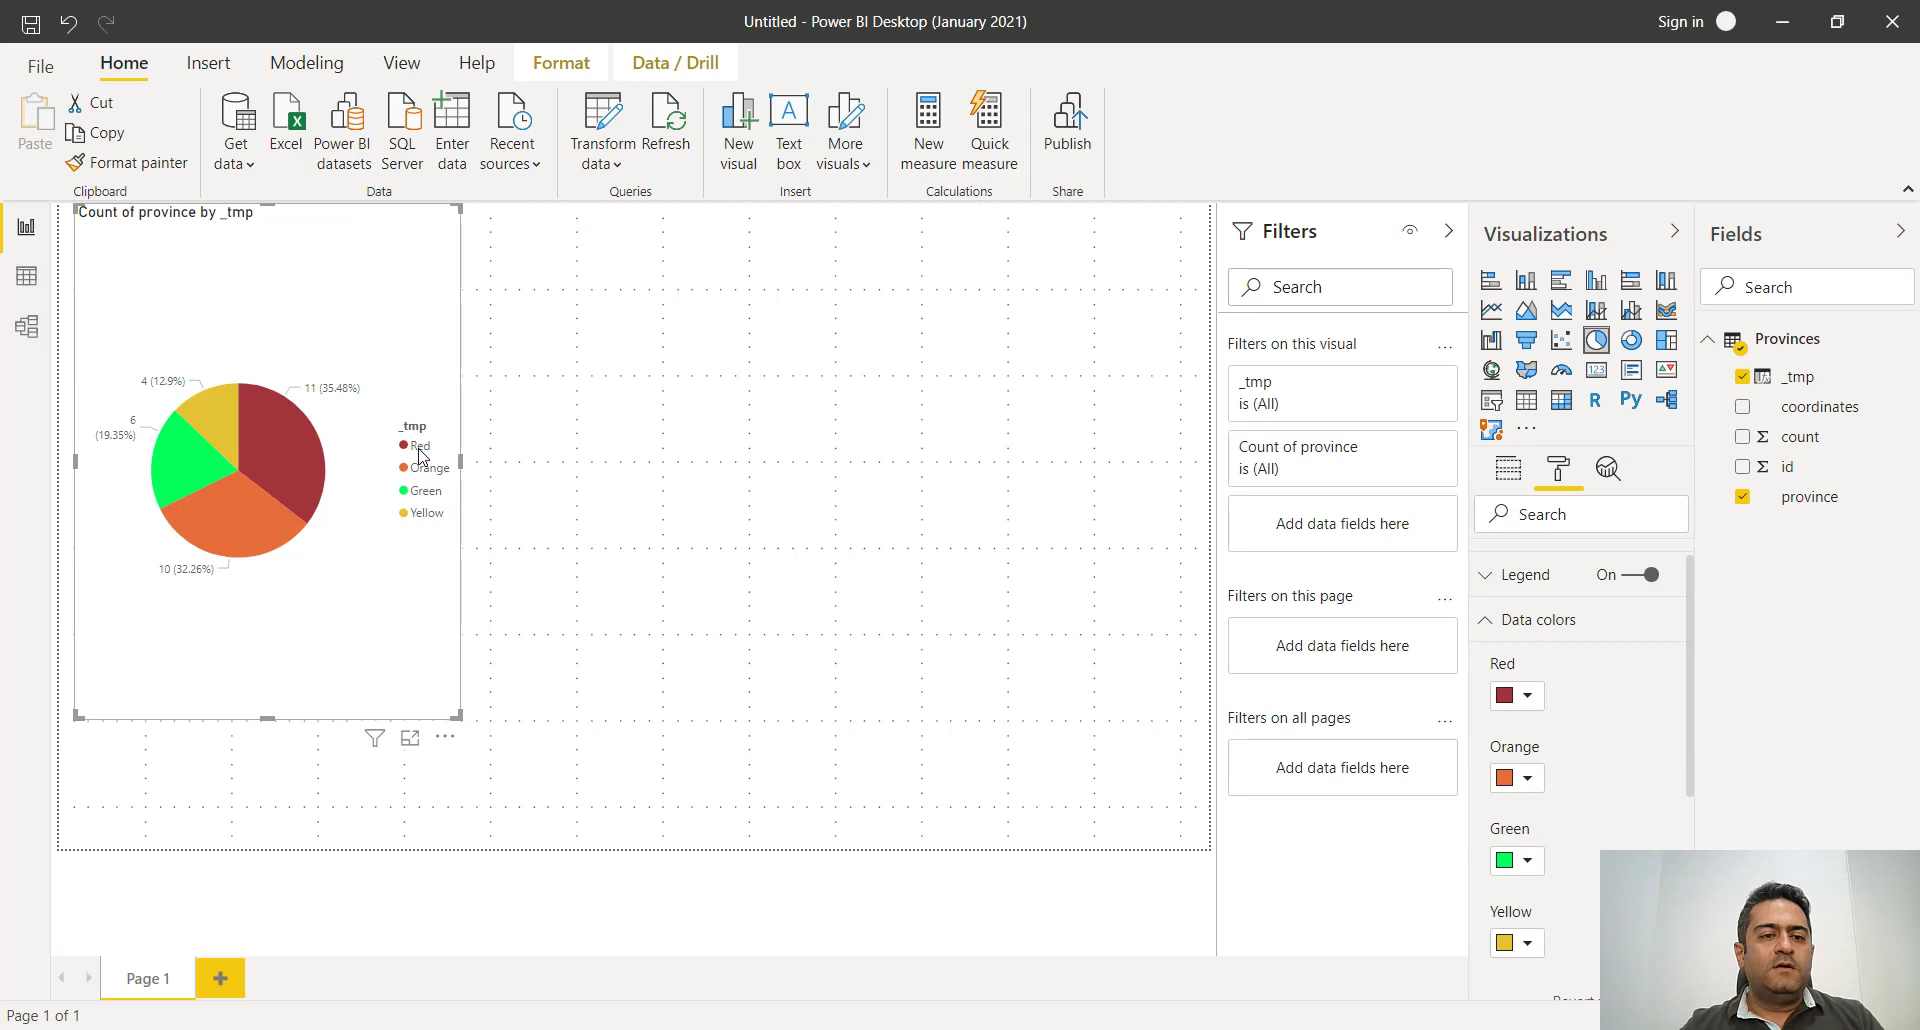 Untitled - Power BI Desktop (January 2021)
Sign in
File
Home
Insert
Modeling
View
Help
Format
Data / Drill
Paste
Cut
Copy
Format painter
Clipboard
Get
data
Excel
Power BI
datasets
SQL
Server
Enter
data
Recent
sources
Data
Transform
data
Refresh
Queries
New
visual
Text
box
More
visuals
Insert
New
measure
Quick
measure
Calculations
Publish
Share
Count of province by _tmp
4 (12.9%)
11 (35.48%)
6
(19.35%)
10 (32.26%)
_tmp
Red
Orange
Green
Yellow
Filters
Search
Filters on this visual
...
_tmp
is (All)
Count of province
is (All)
Add data fields here
Filters on this page
...
Add data fields here
Filters on all pages
...
Add data fields here
Visualizations
123
R
Py
...
Search
Legend
On
Data colors
Red
Orange
Green
Yellow
Fields
Search
Provinces
_tmp
coordinates
Σ count
Σ id
province
Page 1
Page 1 of 1